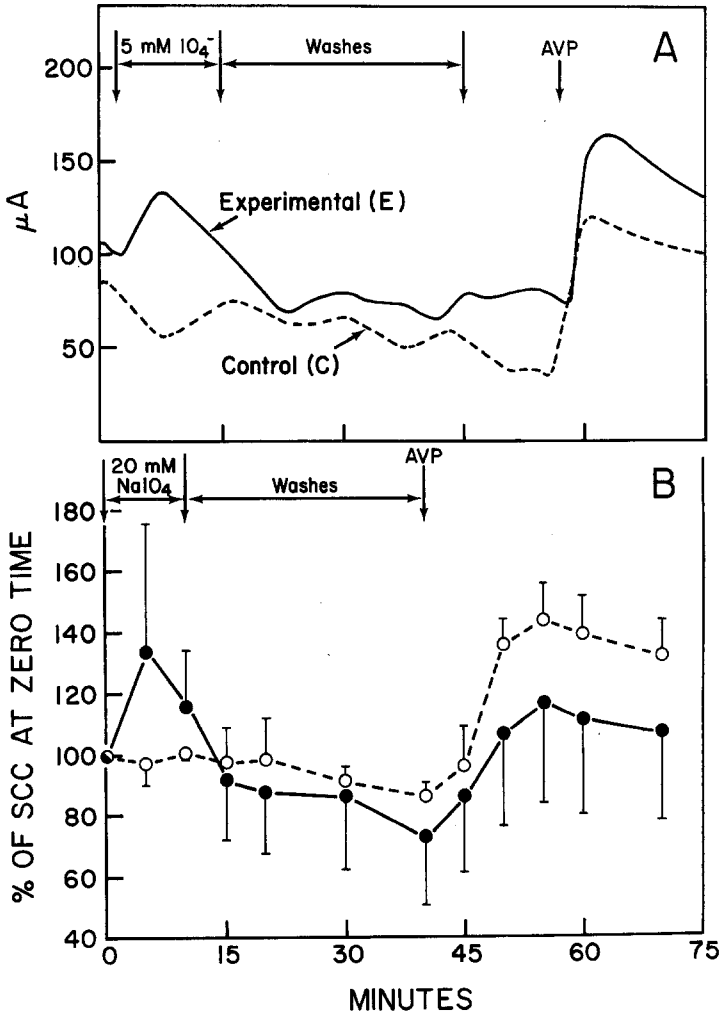 5 mM IO₄⁻
Washes
AVP
A
200
150
100
50
μA
Experimental (E)
Control (C)
20 mM
NaIO₄
Washes
AVP
B
180
160
140
120
100
80
60
40
% OF SCC AT ZERO TIME
0
15
30
45
60
75
MINUTES